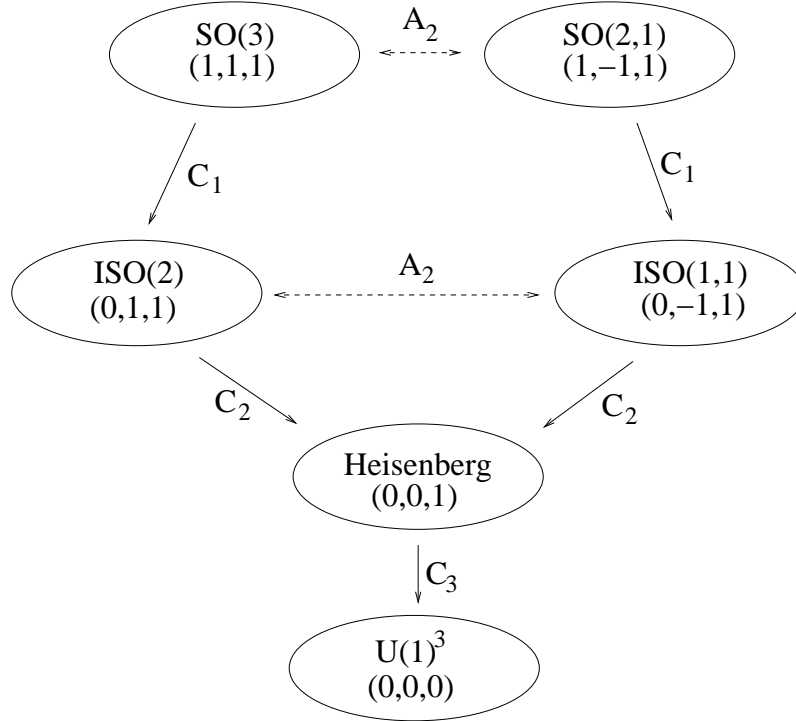 SO(3)
(1,1,1)
A₂
SO(2,1)
(1,−1,1)
C₁
C₁
ISO(2)
(0,1,1)
A₂
ISO(1,1)
(0,−1,1)
C₂
C₂
Heisenberg
(0,0,1)
C₃
U(1)³
(0,0,0)